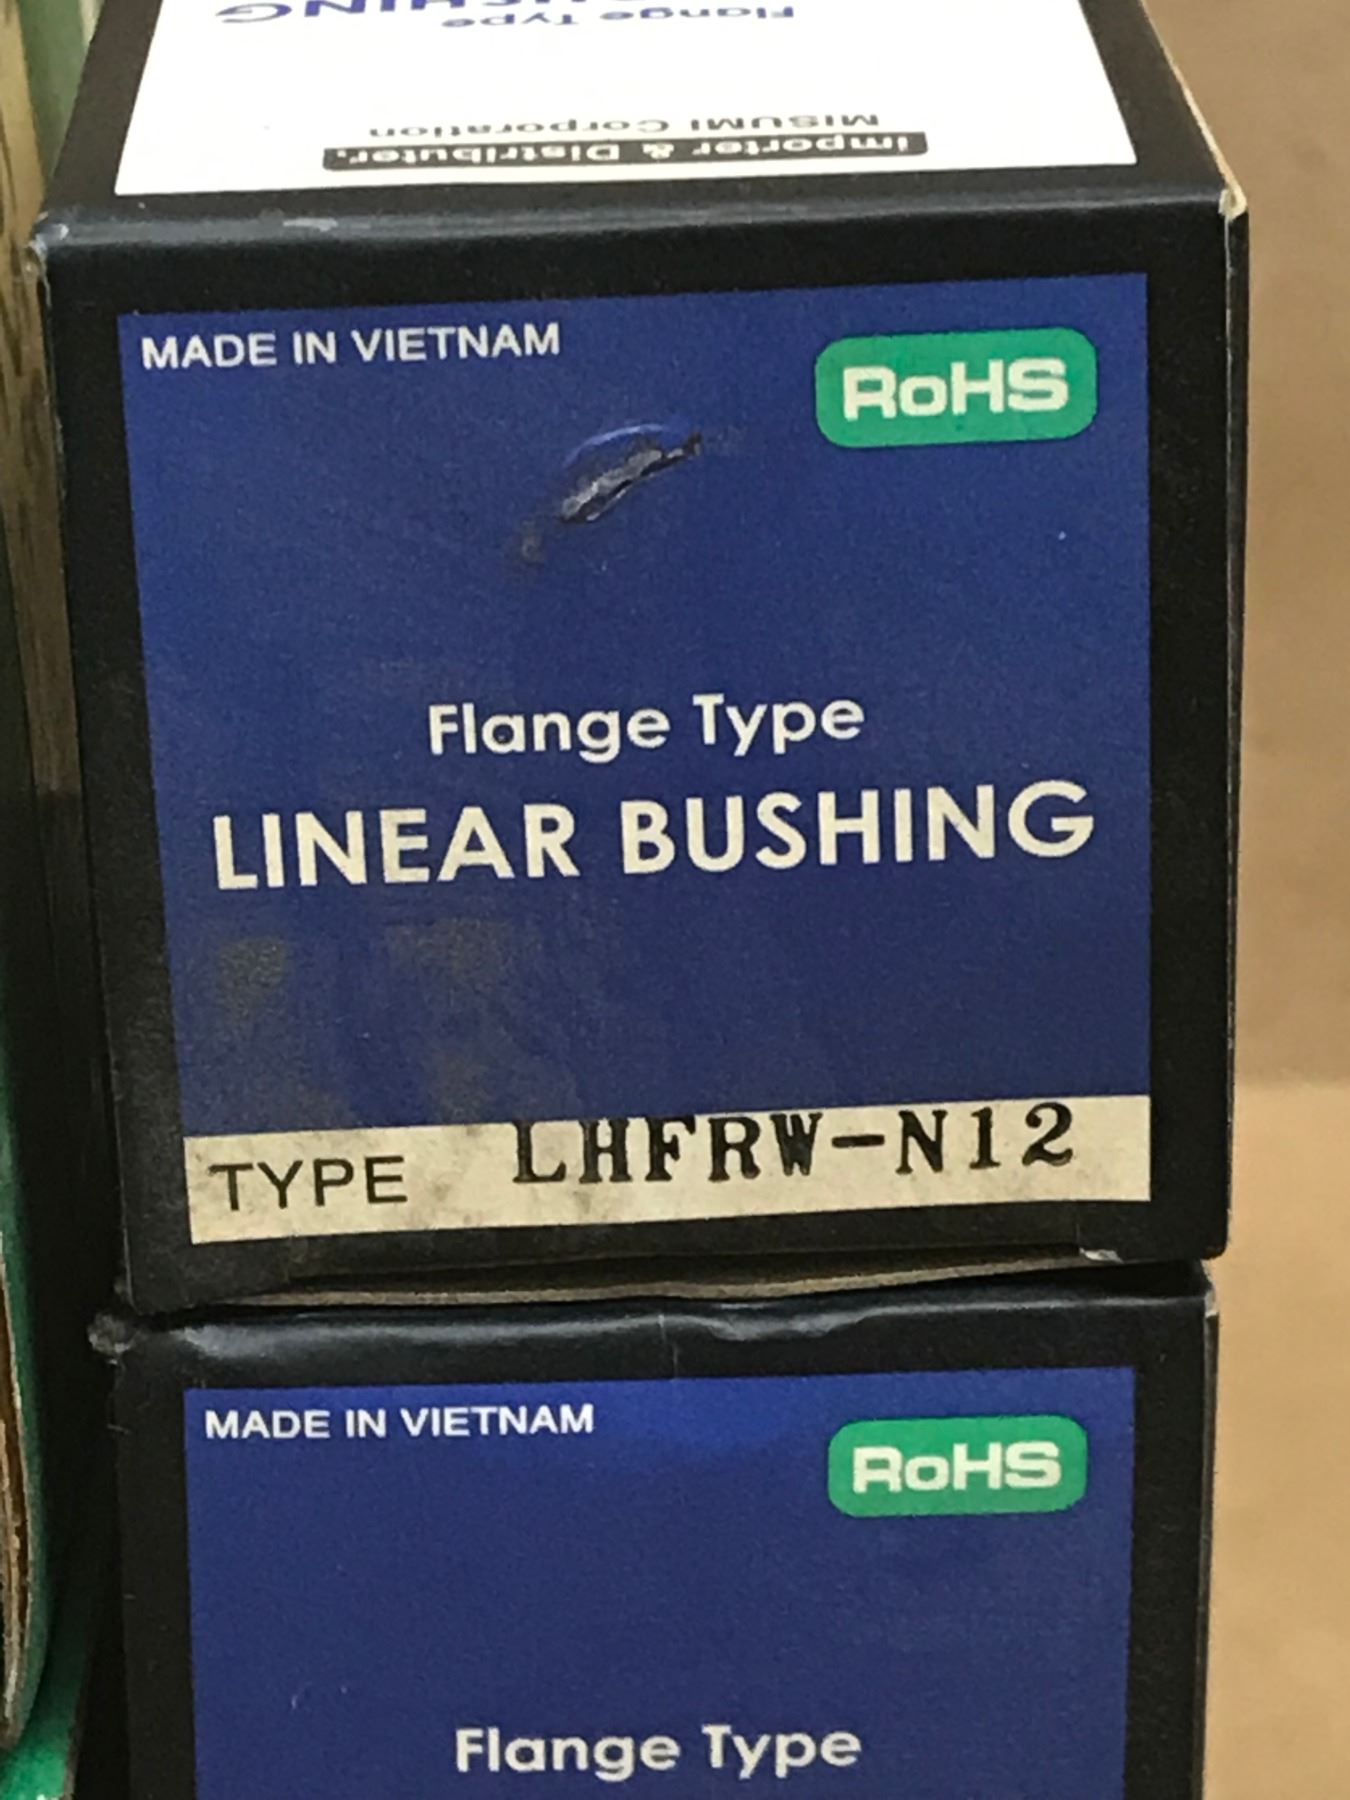 BUSHING
Flange Type
MISUMI Corporation
Importer & Distributer.
MADE IN VIETNAM
RoHS
Flange Type
LINEAR BUSHING
TYPE LHFRW-N12
MADE IN VIETNAM
RoHS
Flange Type